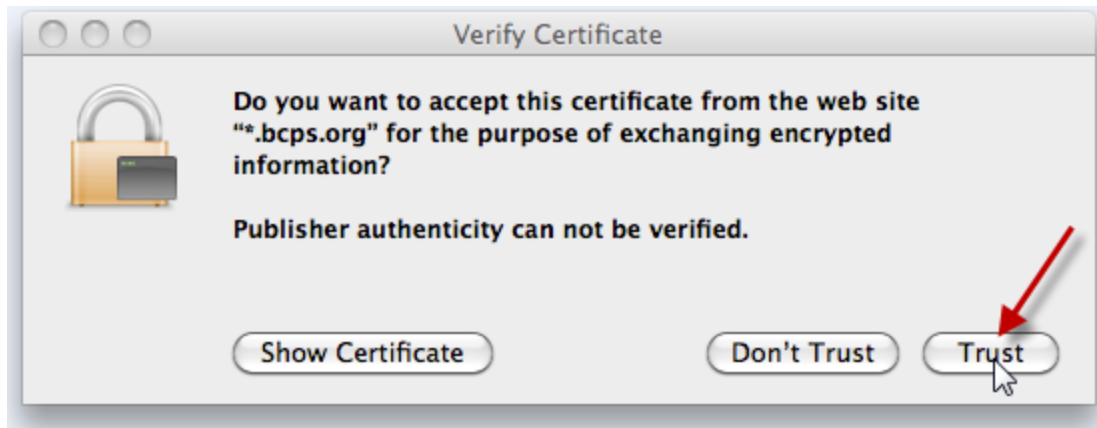 Verify Certificate
Do you want to accept this certificate from the web site
“*.bcps.org” for the purpose of exchanging encrypted
information?
Publisher authenticity can not be verified.
Show Certificate
Don't Trust
Trust